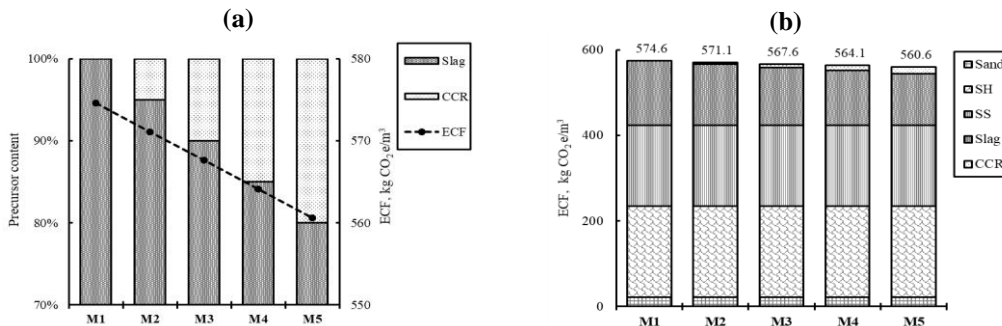 (a)
Precursor content
100%
90%
80%
70%
M1 M2 M3 M4 M5
580
570
560
550
ECF, kg CO2 e/m3
Slag
CCR
ECF
(b)
ECF, kg CO2 e/m3
600
400
200
0
574.6 571.1 567.6 564.1 560.6
M1 M2 M3 M4 M5
Sand
SH
SS
Slag
CCR